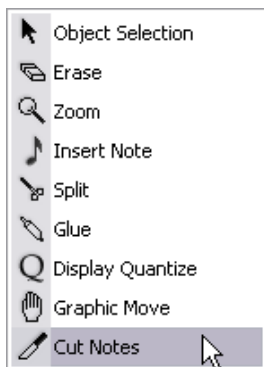 Object Selection
Erase
Zoom
Insert Note
Split
Glue
Display Quantize
Graphic Move
Cut Notes